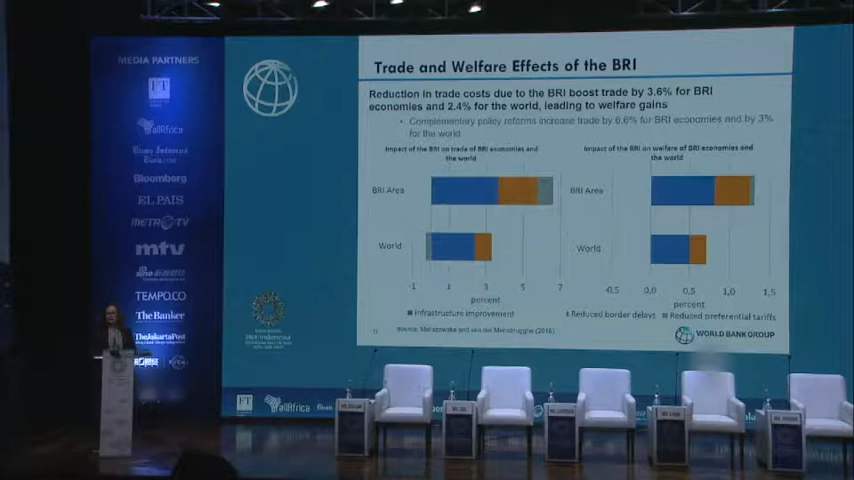 MEDIA PARTNERS
FT
allAfrica
Bloomberg
EL PAIS
METRO TV
mtv
TEMPO.CO
The Banker
TheJakartaPost
Trade and Welfare Effects of the BRI
Reduction in trade costs due to the BRI boost trade by 3.6% for BRI
economies and 2.4% for the world, leading to welfare gains
• Complementary policy reforms increase trade by 6.6% for BRI economies and by 3%
for the world
Impact of the BRI on trade of BRI economies and
the world
BRI Area
World
-1 1 3 5 7
percent
Impact of the BRI on welfare of BRI economies and
the world
BRI Area
World
-0,5 0,0 0,5 1,0 1,5
percent
Infrastructure improvement
Reduced border delays
Reduced preferential tariffs
(2018)
WORLD BANK GROUP
FT
allAfrica